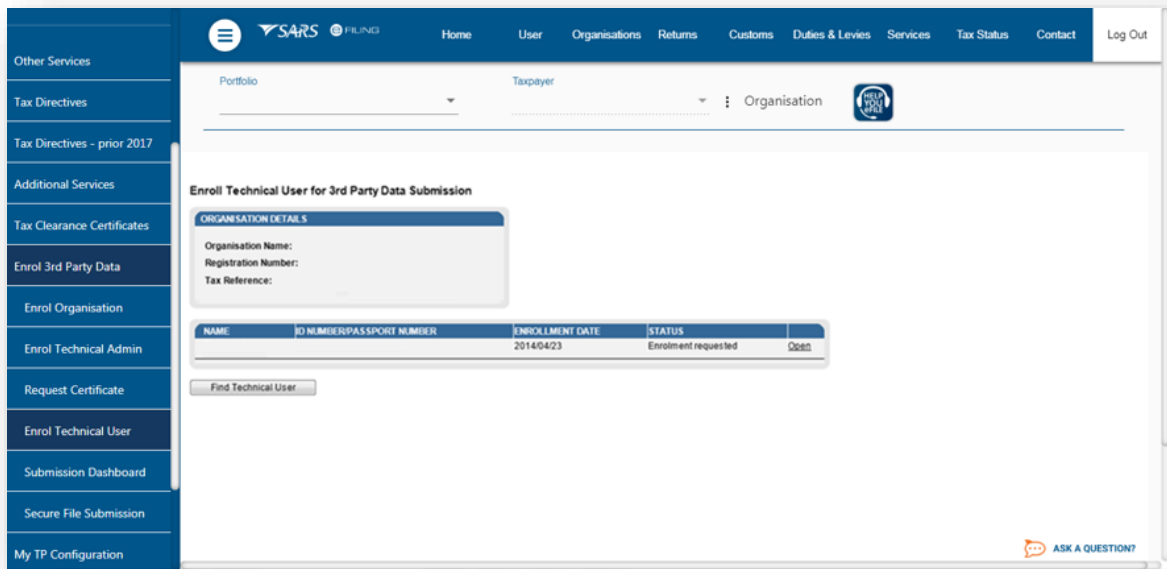 SARS eFILING
Home User Organisations Returns Customs Duties & Levies Services Tax Status Contact Log Out
Other Services
Tax Directives
Tax Directives - prior 2017
Additional Services
Tax Clearance Certificates
Enrol 3rd Party Data
Enrol Organisation
Enrol Technical Admin
Request Certificate
Enrol Technical User
Submission Dashboard
Secure File Submission
My TP Configuration
Portfolio Taxpayer
Organisation
HELP YOU eFILE
Enroll Technical User for 3rd Party Data Submission
ORGANISATION DETAILS
Organisation Name:
Registration Number:
Tax Reference:
NAME ID NUMBER/PASSPORT NUMBER ENROLLMENT DATE STATUS
2014/04/23 Enrolment requested Open
Find Technical User
ASK A QUESTION?